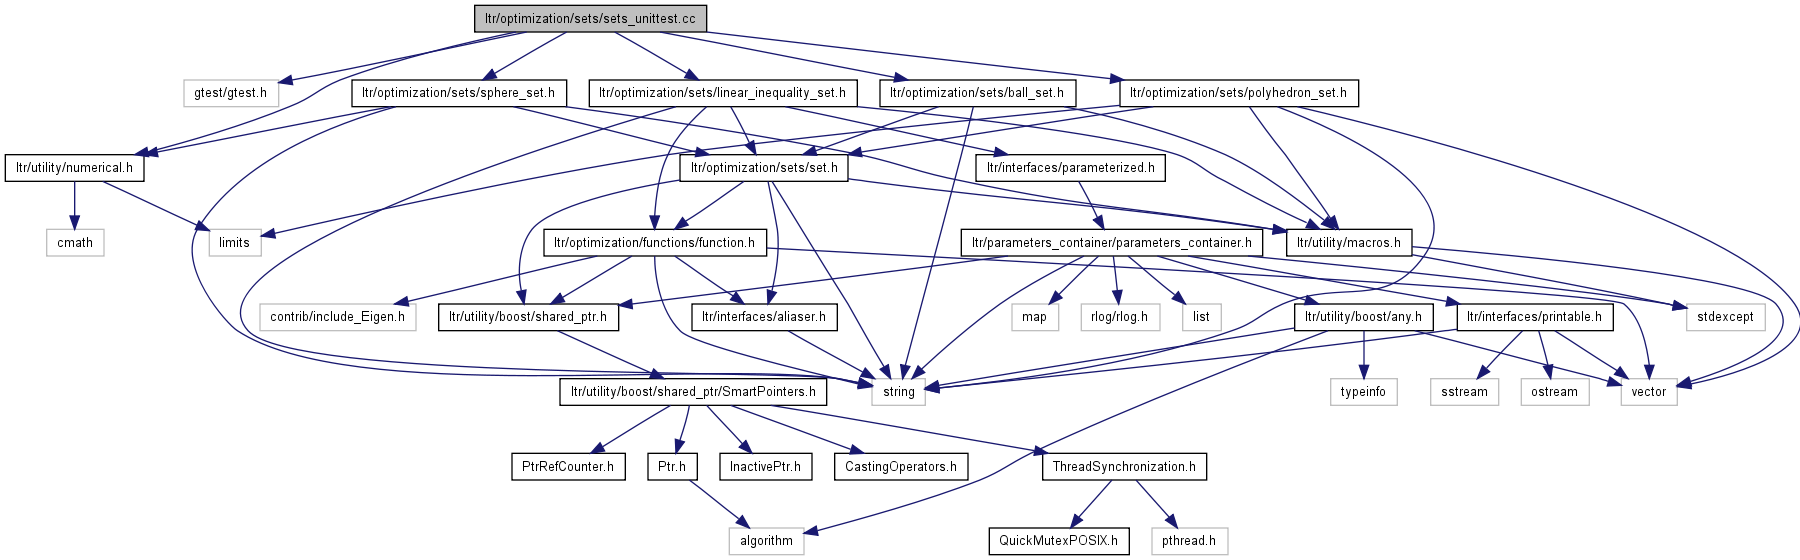 ltr/optimization/sets/sets_unittest.cc
gtest/gtest.h
ltr/optimization/sets/sphere_set.h
ltr/optimization/sets/linear_inequality_set.h
ltr/optimization/sets/ball_set.h
ltr/optimization/sets/polyhedron_set.h
ltr/utility/numerical.h
ltr/optimization/sets/set.h
ltr/interfaces/parameterized.h
cmath
limits
ltr/optimization/functions/function.h
ltr/parameters_container/parameters_container.h
ltr/utility/macros.h
contrib/include_Eigen.h
ltr/utility/boost/shared_ptr.h
ltr/interfaces/aliaser.h
map
rlog/rlog.h
list
ltr/utility/boost/any.h
ltr/interfaces/printable.h
stdexcept
ltr/utility/boost/shared_ptr/SmartPointers.h
string
typeinfo
sstream
ostream
vector
PtrRefCounter.h
Ptr.h
InactivePtr.h
CastingOperators.h
ThreadSynchronization.h
algorithm
QuickMutexPOSIX.h
pthread.h